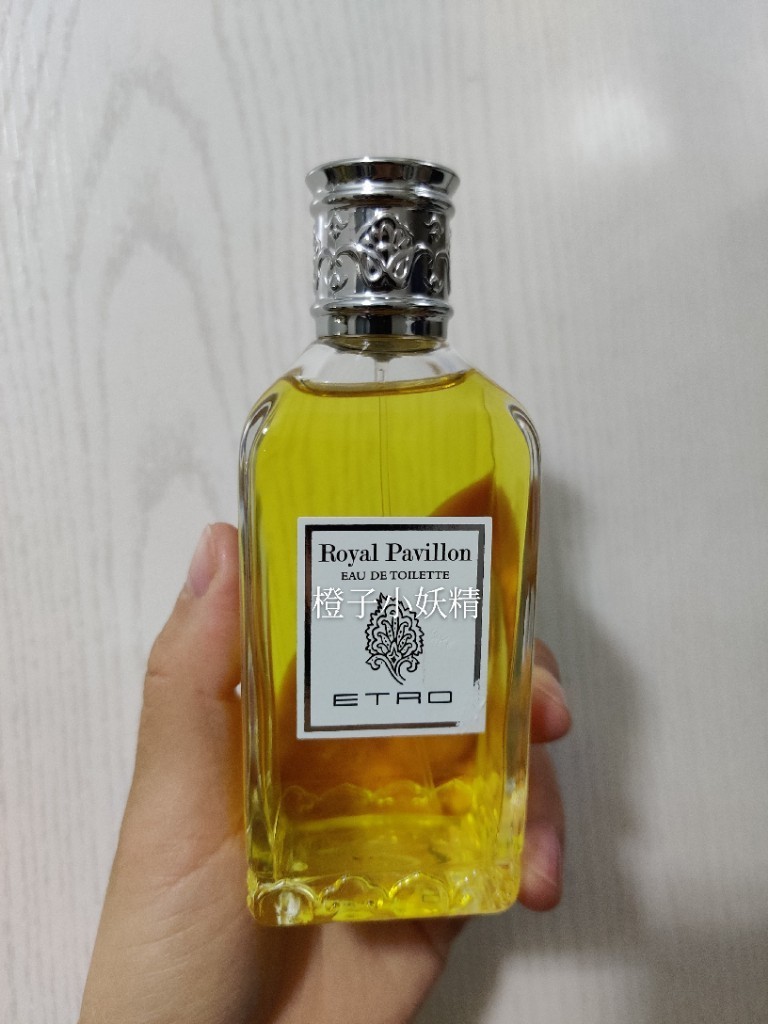 Royal Pavillon
EAU DE TOILETTE
橙子小妖精
ETRO